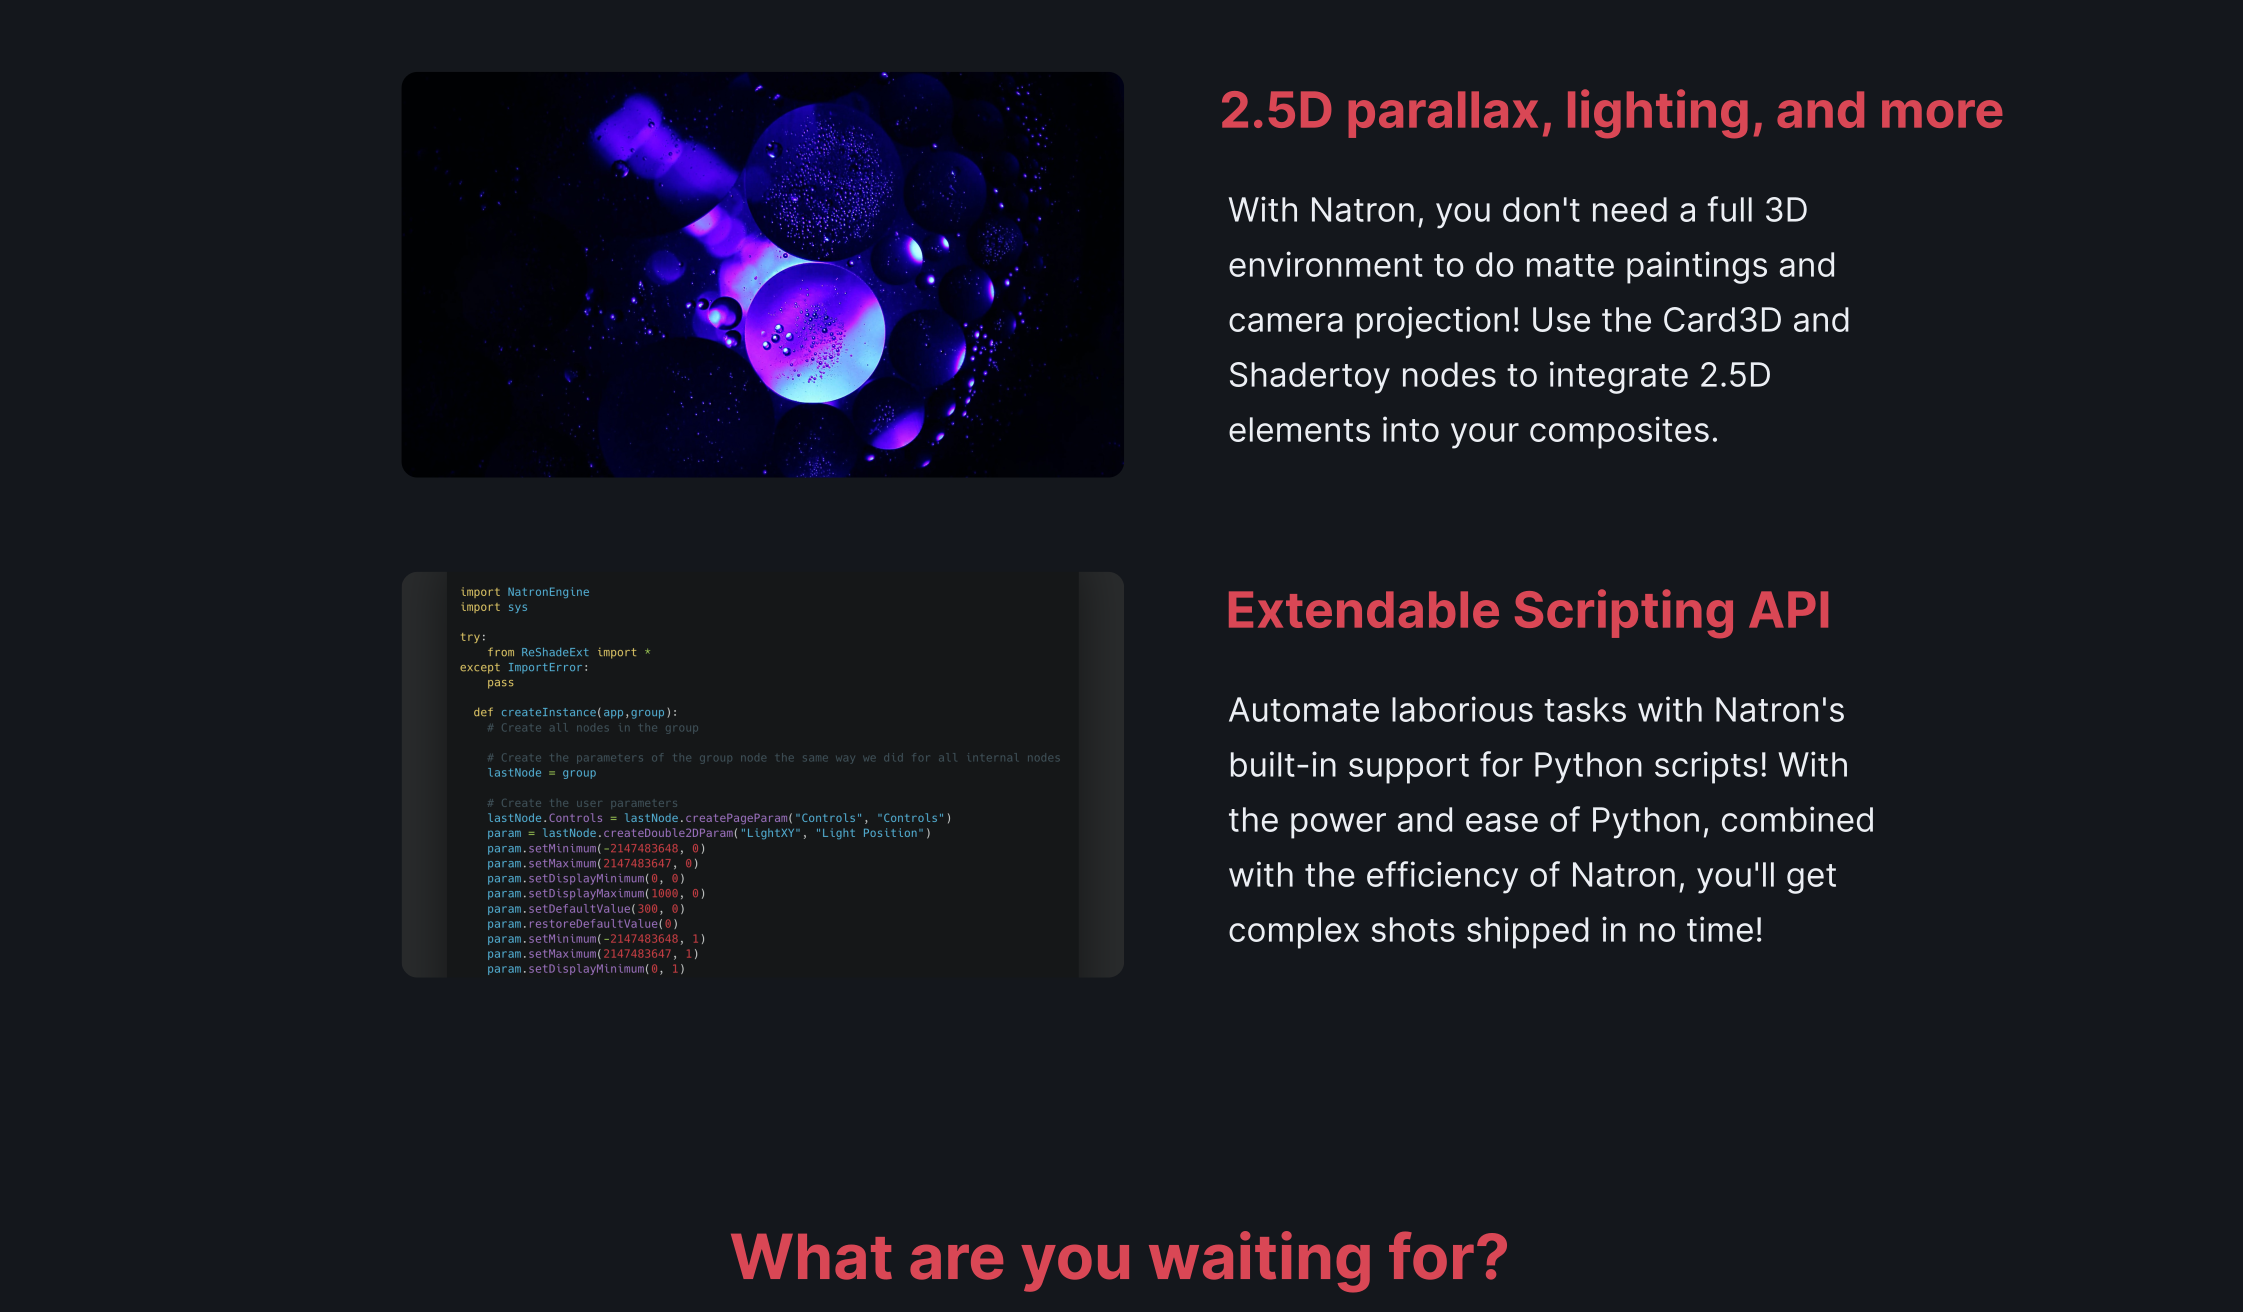 2.5D parallax, lighting, and more
With Natron, you don't need a full 3D
environment to do matte paintings and
camera projection! Use the Card3D and
Shadertoy nodes to integrate 2.5D
elements into your composites.
import NatronEngine
import sys
try:
    from ReShadeExt import *
except ImportError:
    pass
  def createInstance(app,group):
    # Create all nodes in the group
    # Create the parameters of the group node the same way we did for all internal nodes
    lastNode = group
    # Create the user parameters
    lastNode.Controls = lastNode.createPageParam("Controls", "Controls")
    param = lastNode.createDouble2DParam("LightXY", "Light Position")
    param.setMinimum(-2147483648, 0)
    param.setMaximum(2147483647, 0)
    param.setDisplayMinimum(0, 0)
    param.setDisplayMaximum(1000, 0)
    param.setDefaultValue(300, 0)
    param.restoreDefaultValue(0)
    param.setMinimum(-2147483648, 1)
    param.setMaximum(2147483647, 1)
    param.setDisplayMinimum(0, 1)
Extendable Scripting API
Automate laborious tasks with Natron's
built-in support for Python scripts! With
the power and ease of Python, combined
with the efficiency of Natron, you'll get
complex shots shipped in no time!
What are you waiting for?